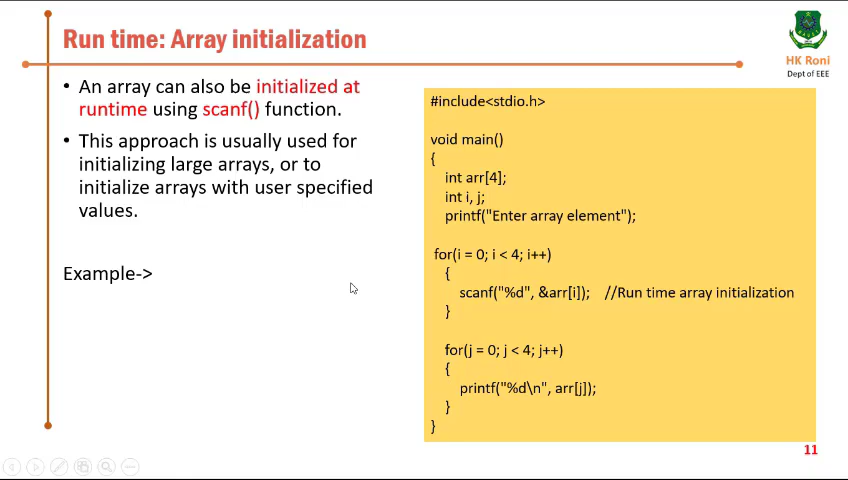 Run time: Array initialization
HK Roni
Dept of EEE
• An array can also be initialized at
runtime using scanf() function.
• This approach is usually used for
initializing large arrays, or to
initialize arrays with user specified
values.
Example->
#include<stdio.h>
void main()
{
int arr[4];
int i, j;
printf("Enter array element");
for(i = 0; i < 4; i++)
{
scanf("%d", &arr[i]); //Run time array initialization
}
for(j = 0; j < 4; j++)
{
printf("%d\n", arr[j]);
}
}
11